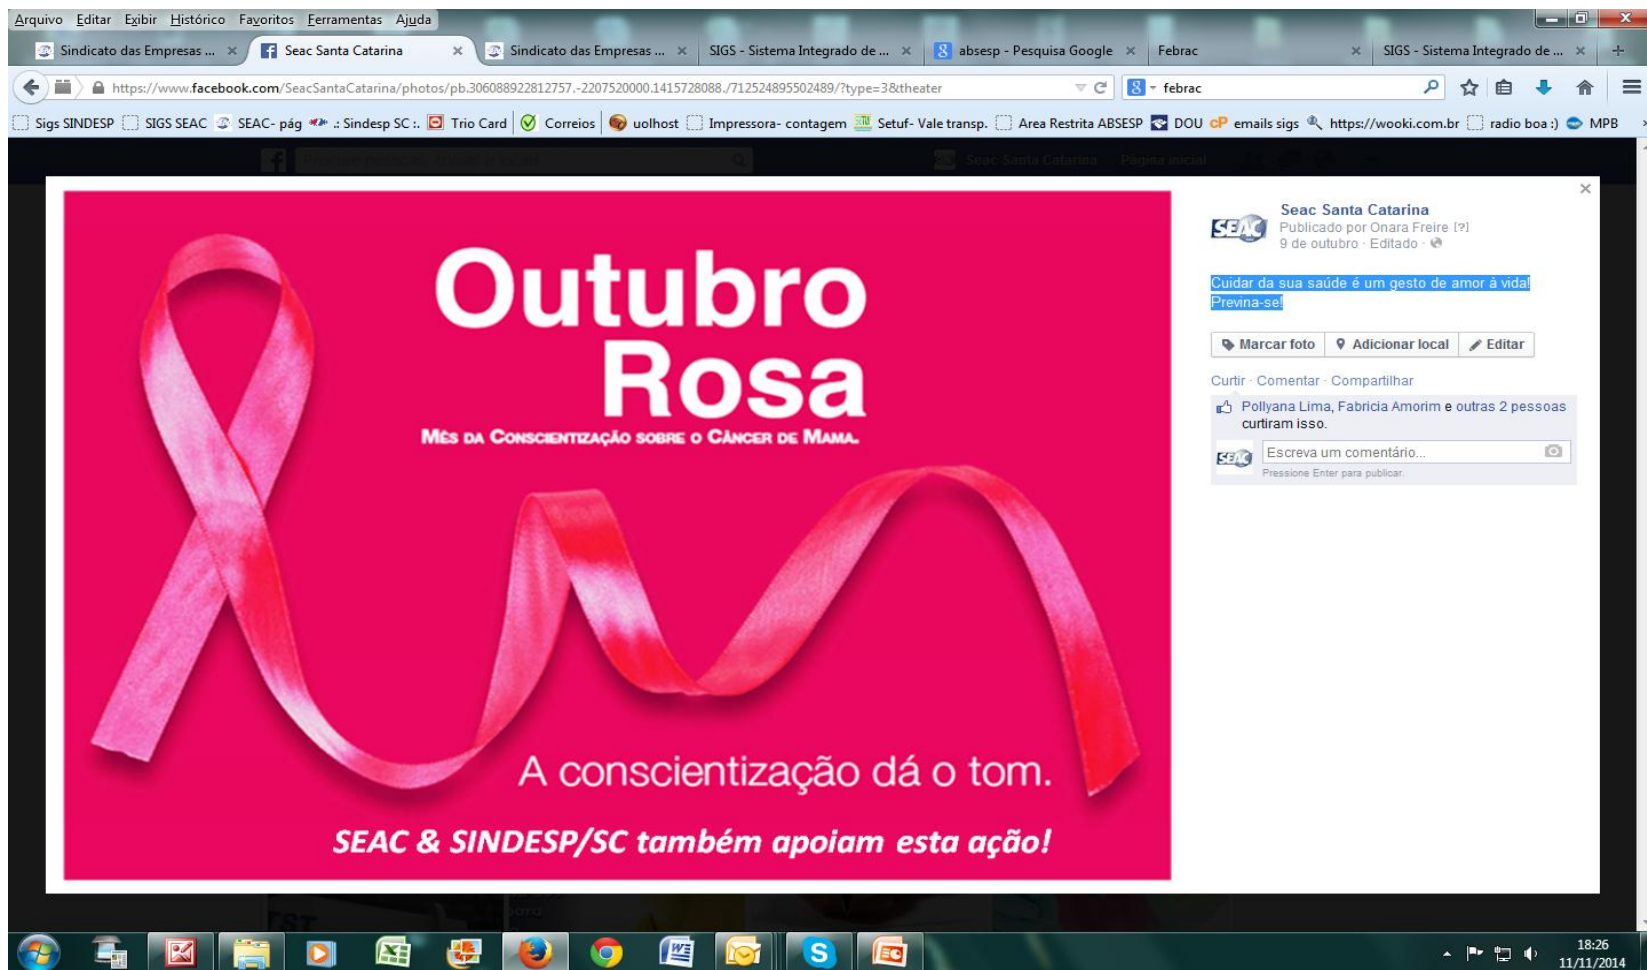 Arquivo Editar Exibir Histórico Favoritos Ferramentas Ajuda
Sindicato das Empresas ... Seac Santa Catarina Sindicato das Empresas ... SIGS - Sistema Integrado de ... absesp - Pesquisa Google Febrac SIGS - Sistema Integrado de ...
https://www.facebook.com/SeacSantaCatarina/photos/pb.306088922812757.-2207520000.1415728088./712524895502489/?type=3&theater febrac
Sigs SINDESP SIGS SEAC SEAC- pág .: Sindesp SC :. Trio Card Correios uolhost Impressora- contagem Setuf- Vale transp. Area Restrita ABSESP DOU emails sigs https://wooki.com.br radio boa :) MPB
Seac Santa Catarina Página inicial
Outubro
Rosa
Mês da Conscientização sobre o Câncer de Mama.
A conscientização dá o tom.
SEAC & SINDESP/SC também apoiam esta ação!
SEAC
Seac Santa Catarina
Publicado por Onara Freire [?]
9 de outubro · Editado ·
Cuidar da sua saúde é um gesto de amor à vida!
Previna-se!
Marcar foto Adicionar local Editar
Curtir · Comentar · Compartilhar
Pollyana Lima, Fabricia Amorim e outras 2 pessoas
curtiram isso.
SEAC
Escreva um comentário...
Pressione Enter para publicar.
18:26
11/11/2014